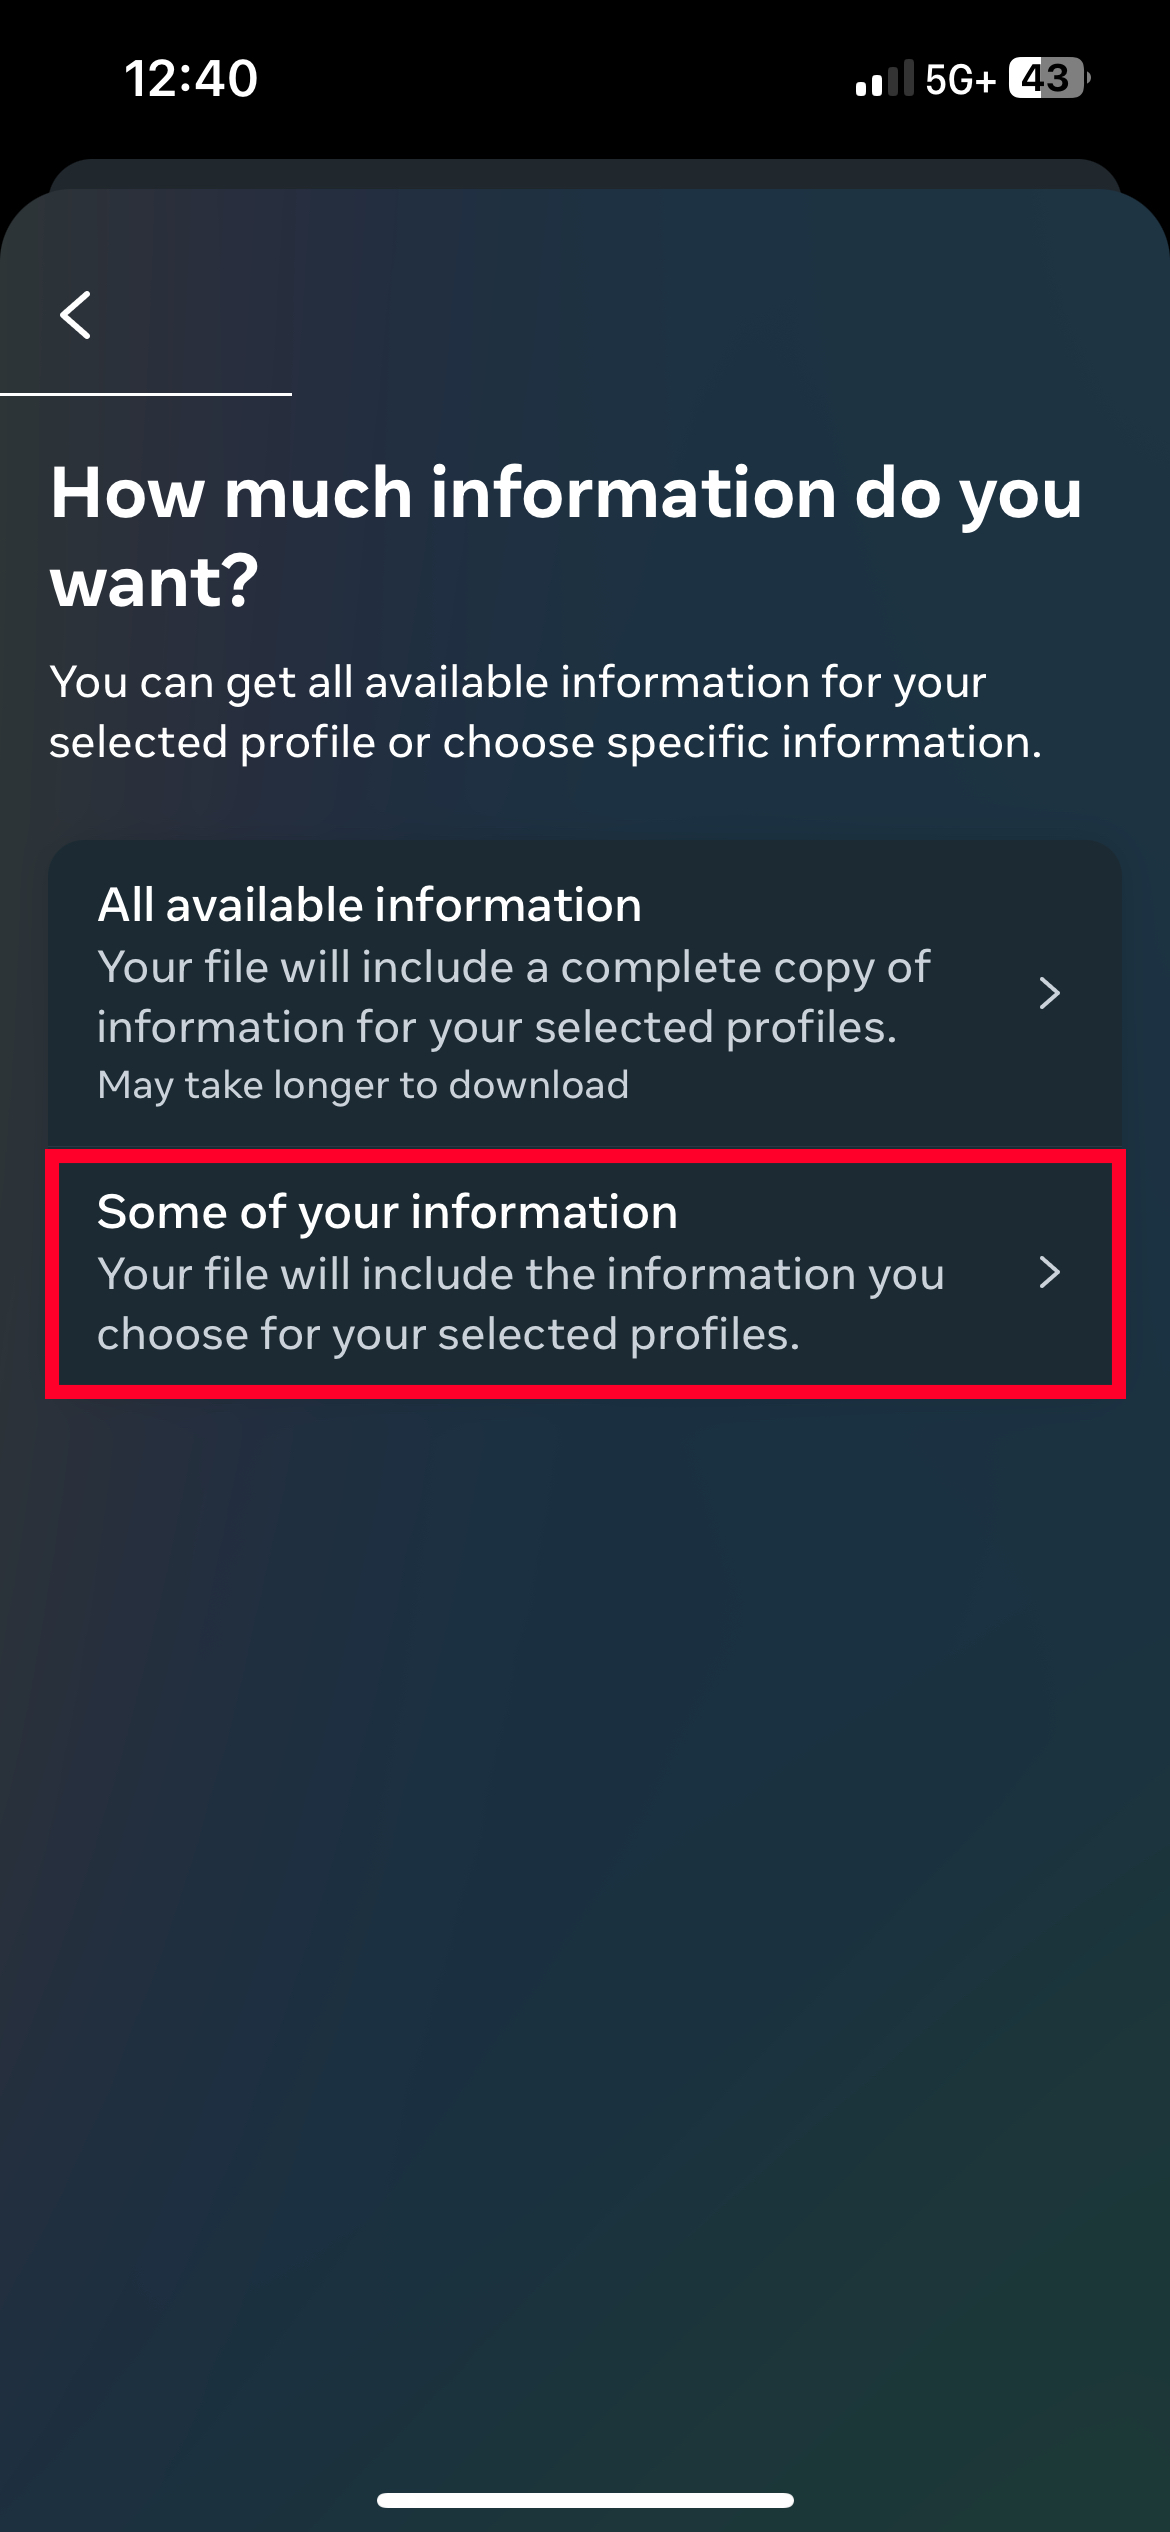 12:40
5G+ 43
How much information do you
want?
You can get all available information for your
selected profile or choose specific information.
All available information
Your file will include a complete copy of
information for your selected profiles.
May take longer to download
Some of your information
Your file will include the information you
choose for your selected profiles.